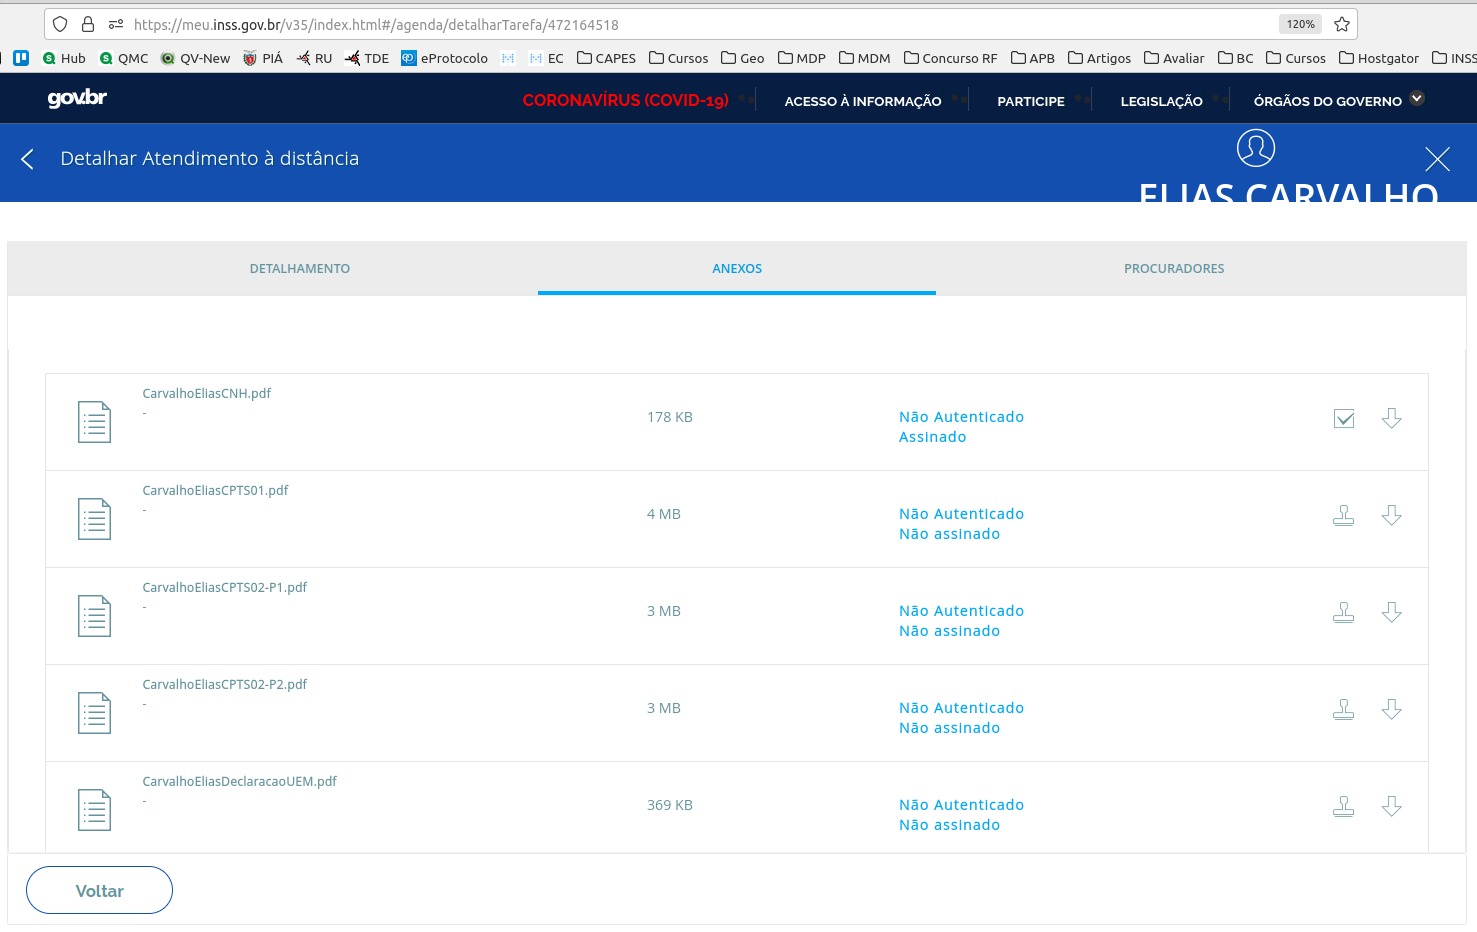 https://meu.inss.gov.br/v35/index.html#/agenda/detalharTarefa/472164518
120%
Hub QMC QV-New PIÁ RU TDE eProtocolo EC CAPES Cursos Geo MDP MDM Concurso RF APB Artigos Avaliar BC Cursos Hostgator INSS
gov.br
CORONAVÍRUS (COVID-19) ACESSO À INFORMAÇÃO PARTICIPE LEGISLAÇÃO ÓRGÃOS DO GOVERNO
Detalhar Atendimento à distância
ELIAS CARVALHO
DETALHAMENTO ANEXOS PROCURADORES
CarvalhoEliasCNH.pdf
-
178 KB
Não Autenticado
Assinado
CarvalhoEliasCPTS01.pdf
-
4 MB
Não Autenticado
Não assinado
CarvalhoEliasCPTS02-P1.pdf
-
3 MB
Não Autenticado
Não assinado
CarvalhoEliasCPTS02-P2.pdf
-
3 MB
Não Autenticado
Não assinado
CarvalhoEliasDeclaracaoUEM.pdf
-
369 KB
Não Autenticado
Não assinado
Voltar